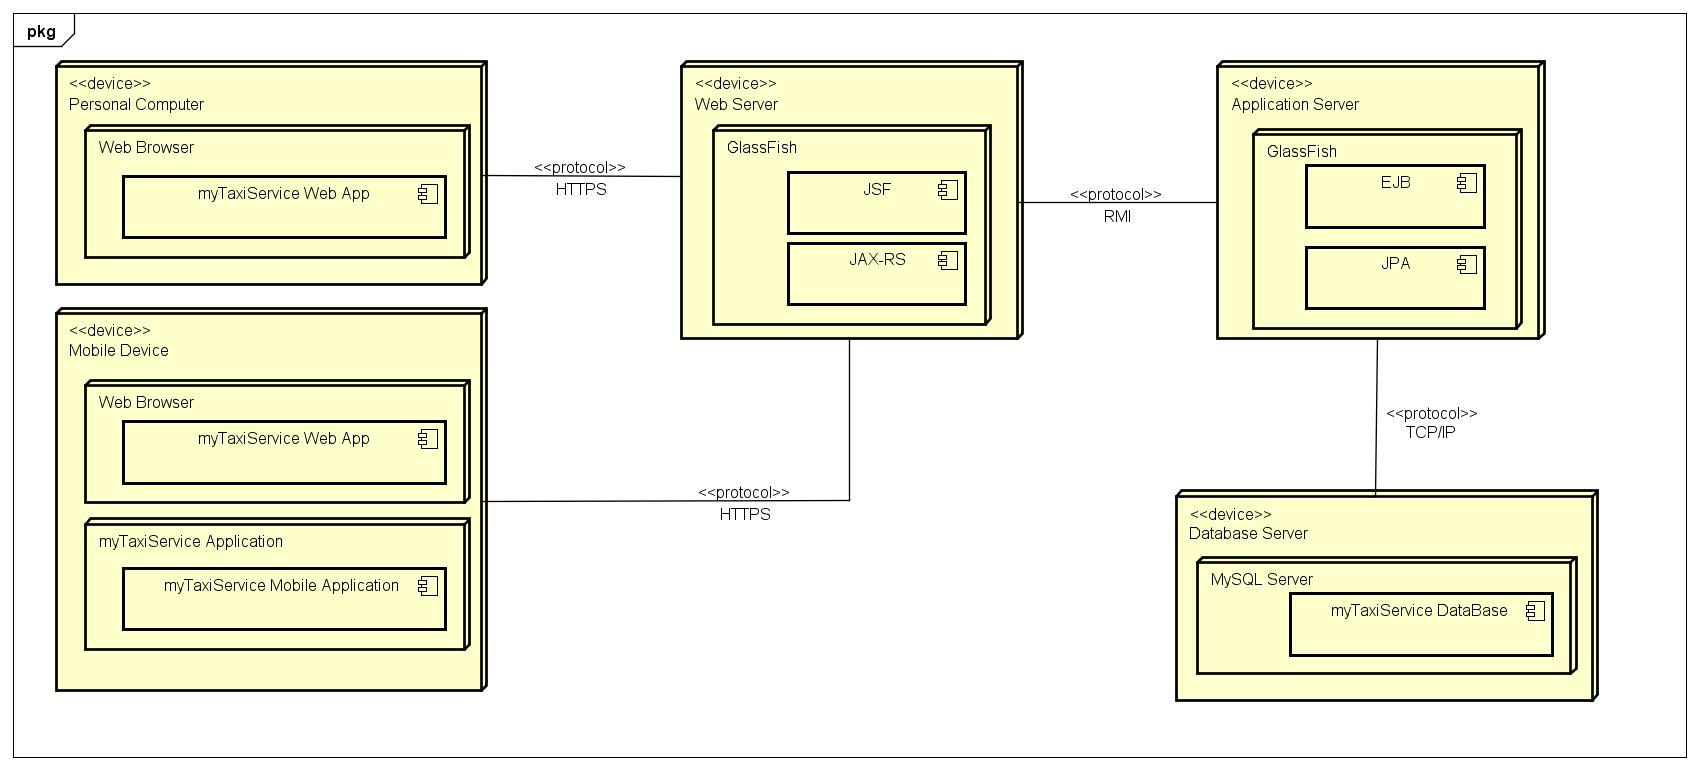 pkg
<<device>>
Personal Computer
Web Browser
myTaxiService Web App
<<protocol>>
HTTPS
<<device>>
Web Server
GlassFish
JSF
JAX-RS
<<protocol>>
RMI
<<device>>
Application Server
GlassFish
EJB
JPA
<<device>>
Mobile Device
Web Browser
myTaxiService Web App
myTaxiService Application
myTaxiService Mobile Application
<<protocol>>
HTTPS
<<protocol>>
TCP/IP
<<device>>
Database Server
MySQL Server
myTaxiService DataBase